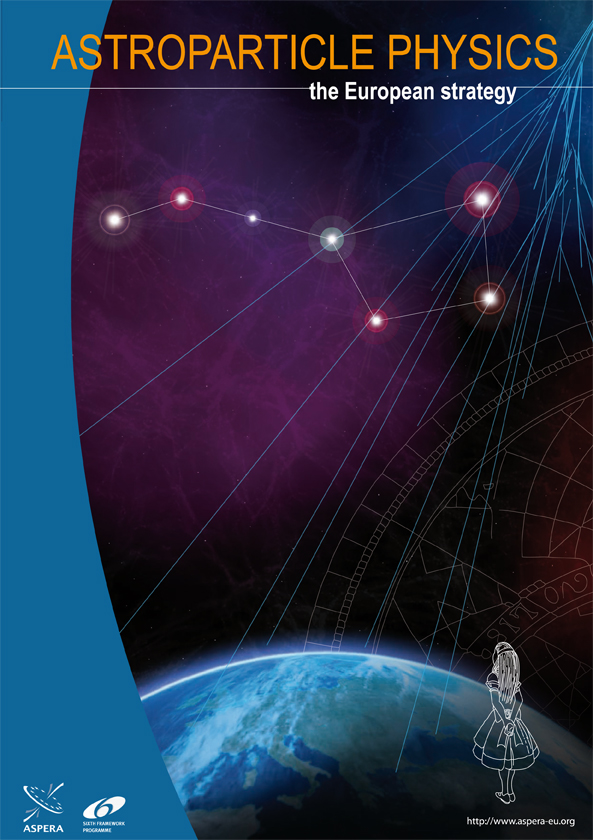 ASTROPARTICLE PHYSICS
the European strategy
ASPERA
SIXTH FRAMEWORK
PROGRAMME
http://www.aspera-eu.org